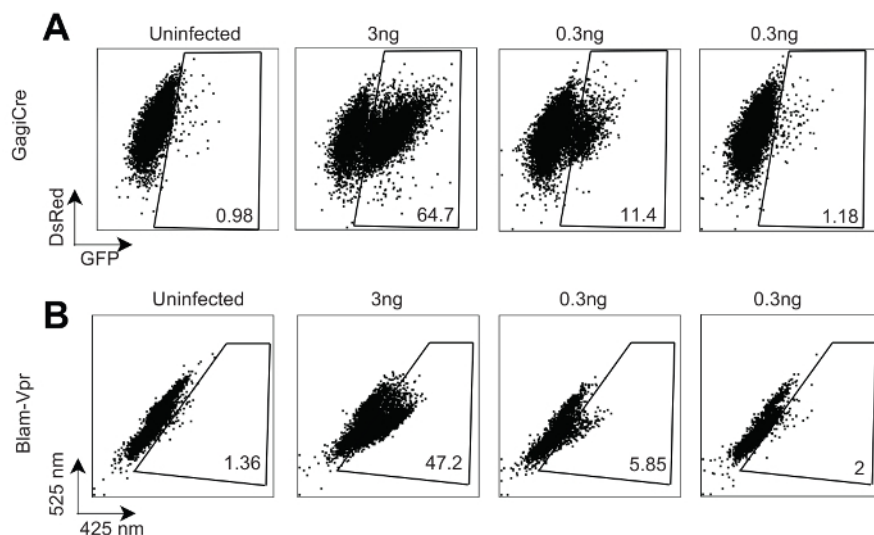 A
Uninfected 3ng 0.3ng 0.3ng
GagiCre
DsRed
GFP
0.98 64.7 11.4 1.18
B
Uninfected 3ng 0.3ng 0.3ng
Blam-Vpr
525 nm
425 nm
1.36 47.2 5.85 2